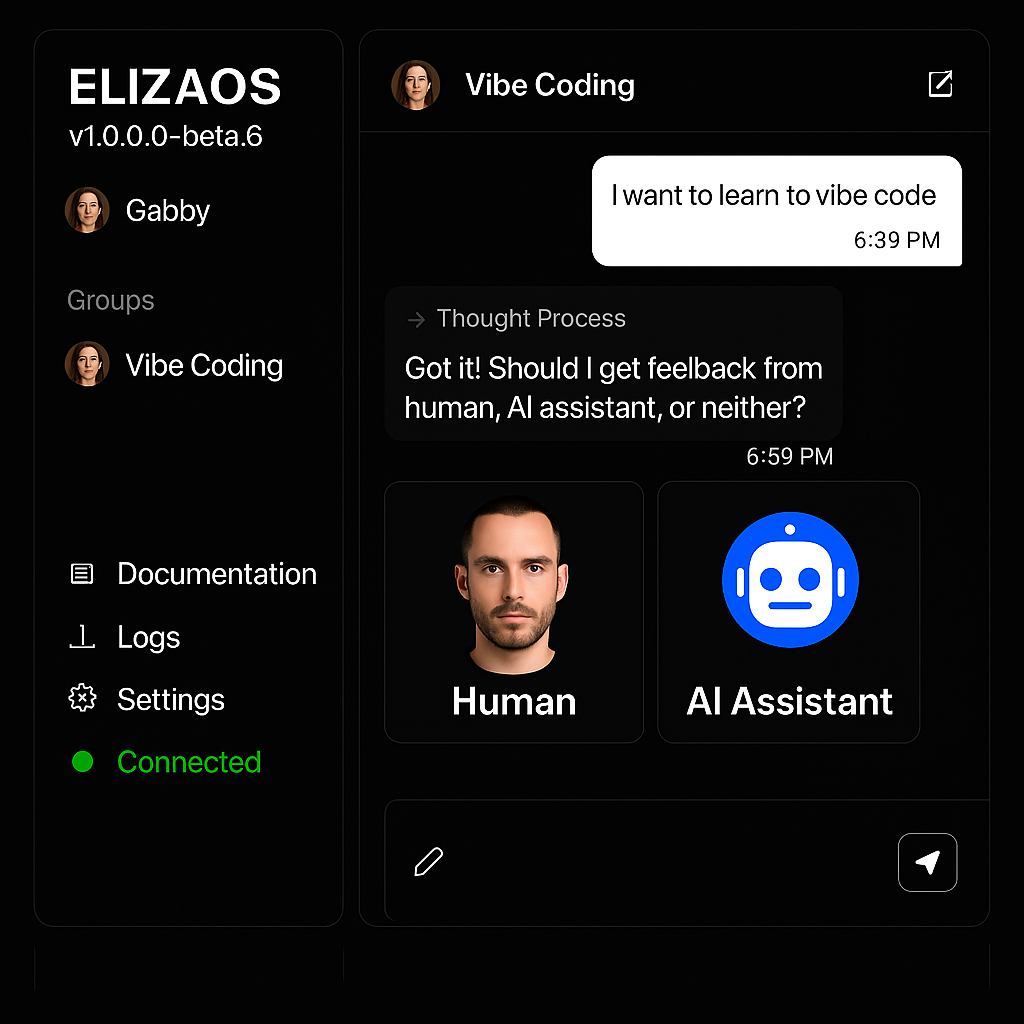 ELIZAOS
v1.0.0.0-beta.6
Gabby
Groups
Vibe Coding
Documentation
Logs
Settings
Connected
Vibe Coding
I want to learn to vibe code
6:39 PM
→ Thought Process
Got it! Should I get feelback from
human, AI assistant, or neither?
6:59 PM
Human
AI Assistant